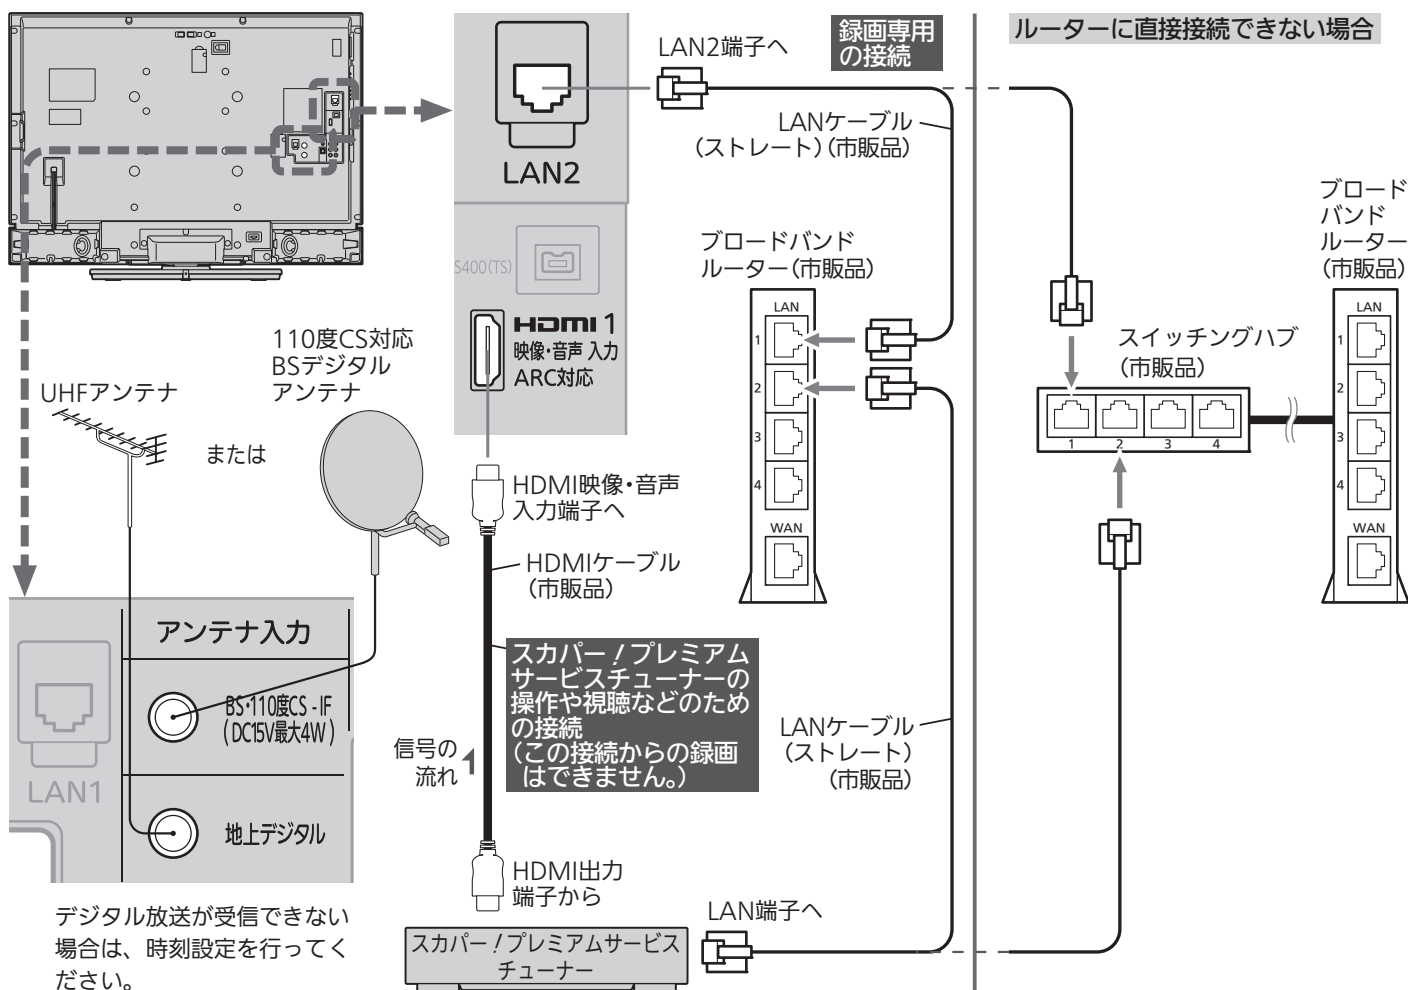 LAN2
S400(TS)
HDMI 1
映像・音声 入力
ARC対応
LAN2端子へ
録画専用
の接続
LANケーブル
(ストレート)(市販品)
ブロードバンド
ルーター(市販品)
LAN
1
2
3
4
WAN
110度CS対応
BSデジタル
アンテナ
UHFアンテナ
または
HDMI映像・音声
入力端子へ
HDMIケーブル
(市販品)
スカパー!プレミアム
サービスチューナーの
操作や視聴などのため
の接続
(この接続からの録画
はできません。)
信号の
流れ
LANケーブル
(ストレート)
(市販品)
アンテナ入力
BS・110度CS-IF
(DC15V最大4W)
地上デジタル
LAN1
HDMI出力
端子から
LAN端子へ
スカパー!プレミアムサービス
チューナー
デジタル放送が受信できない
場合は、時刻設定を行ってく
ださい。
ルーターに直接接続できない場合
ブロード
バンド
ルーター
(市販品)
スイッチングハブ
(市販品)
1
2
3
4
LAN
1
2
3
4
WAN